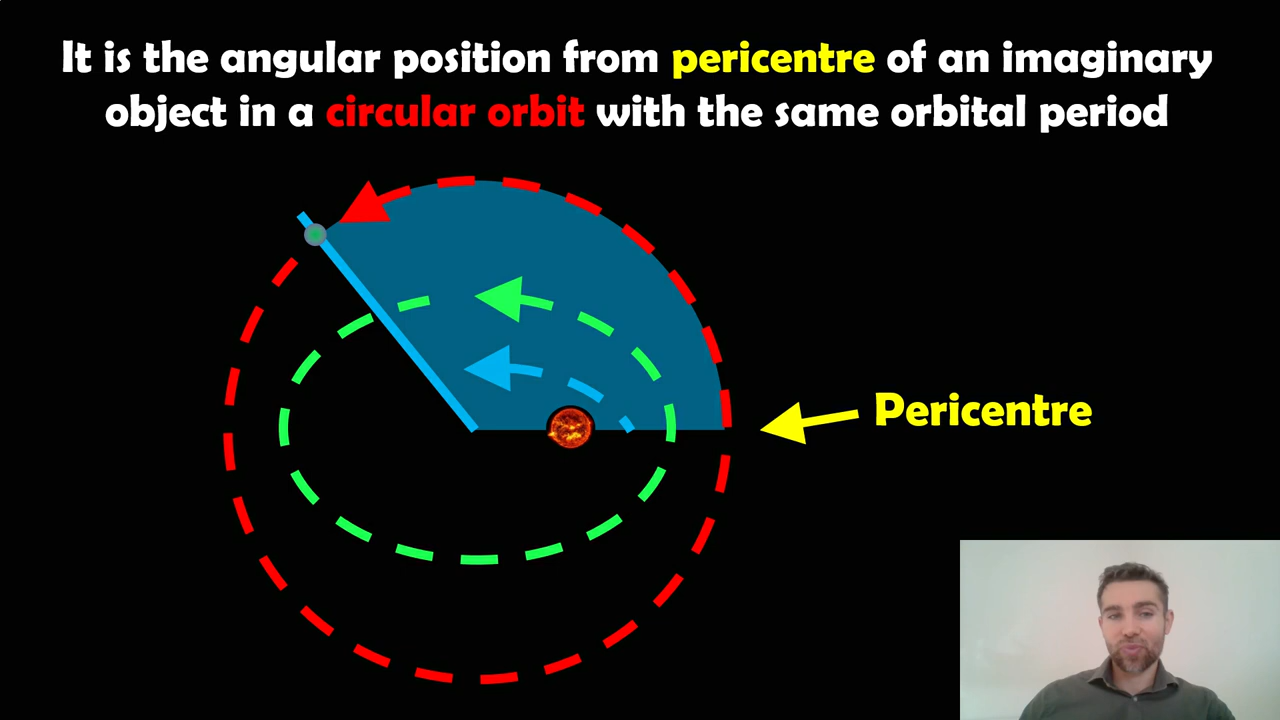 It is the angular position from pericentre of an imaginary
object in a circular orbit with the same orbital period
Pericentre